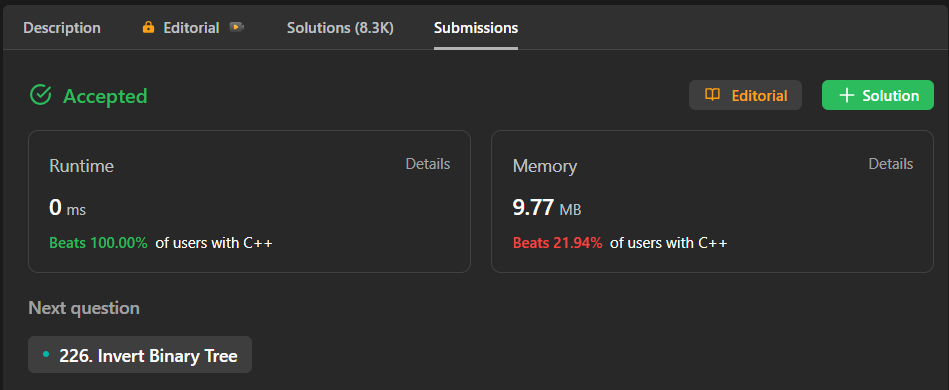 Description Editorial Solutions (8.3K) Submissions
Accepted Editorial + Solution
Runtime Details Memory Details
0 ms 9.77 MB
Beats 100.00% of users with C++ Beats 21.94% of users with C++
Next question
226. Invert Binary Tree